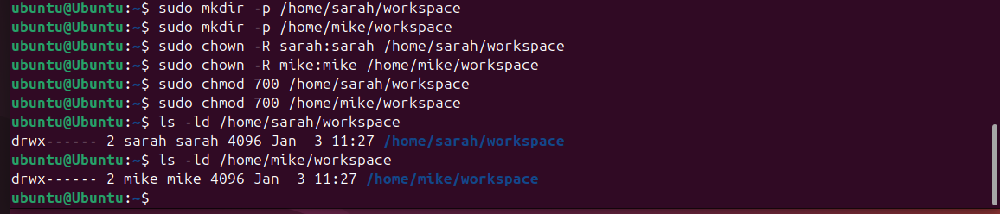 ubuntu@Ubuntu:~$ sudo mkdir -p /home/sarah/workspace
ubuntu@Ubuntu:~$ sudo mkdir -p /home/mike/workspace
ubuntu@Ubuntu:~$ sudo chown -R sarah:sarah /home/sarah/workspace
ubuntu@Ubuntu:~$ sudo chown -R mike:mike /home/mike/workspace
ubuntu@Ubuntu:~$ sudo chmod 700 /home/sarah/workspace
ubuntu@Ubuntu:~$ sudo chmod 700 /home/mike/workspace
ubuntu@Ubuntu:~$ ls -ld /home/sarah/workspace
drwx------ 2 sarah sarah 4096 Jan  3 11:27 /home/sarah/workspace
ubuntu@Ubuntu:~$ ls -ld /home/mike/workspace
drwx------ 2 mike mike 4096 Jan  3 11:27 /home/mike/workspace
ubuntu@Ubuntu:~$